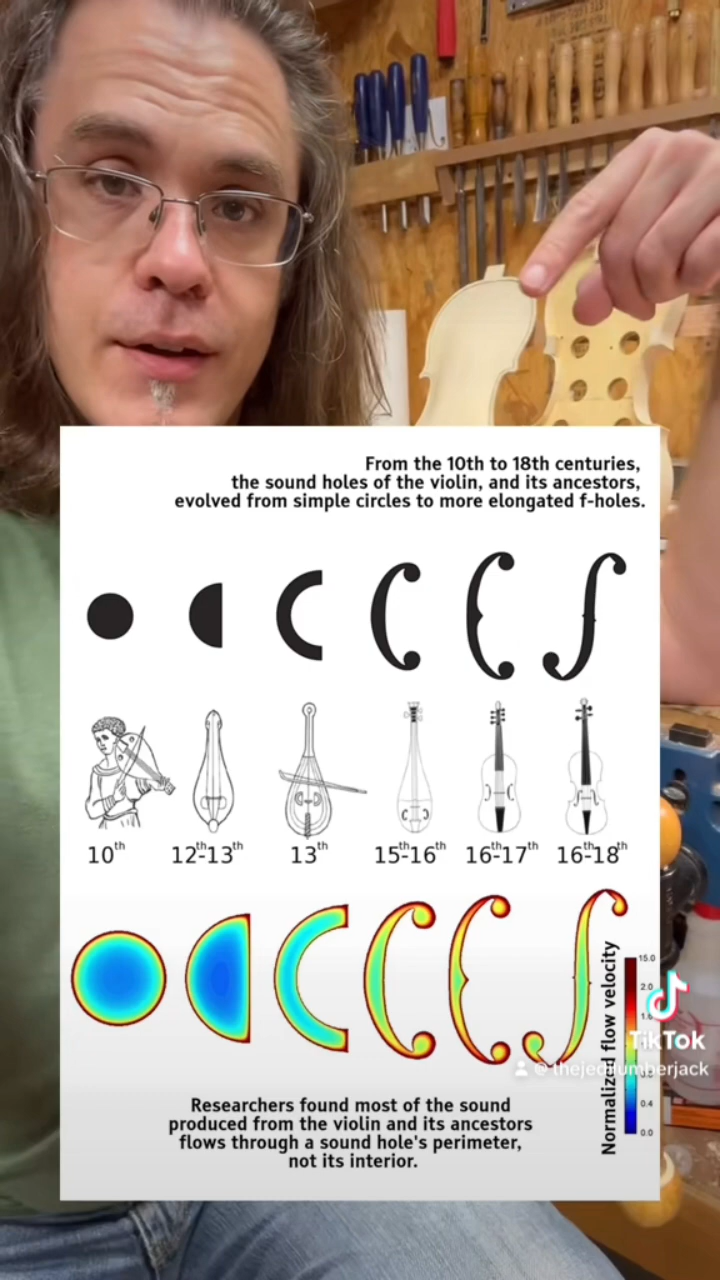 From the 10th to 18th centuries,
the sound holes of the violin, and its ancestors,
evolved from simple circles to more elongated f-holes.
10th 12th-13th 13th 15th-16th 16th-17th 16th-18th
Normalized flow velocity
15.0
2.0
0.4
0.0
TikTok
@thejedilumberjack
Researchers found most of the sound
produced from the violin and its ancestors
flows through a sound hole's perimeter,
not its interior.